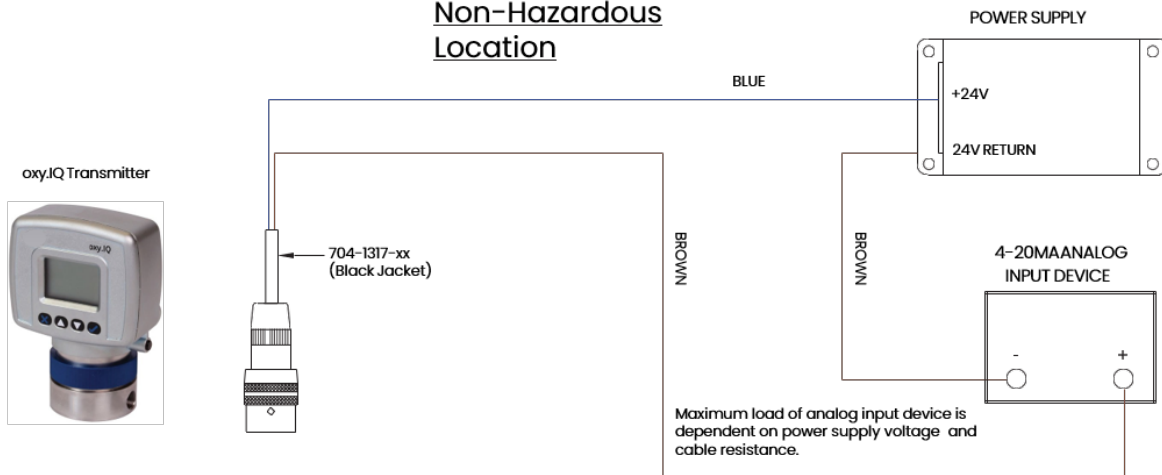 Non-Hazardous
Location
POWER SUPPLY
BLUE
+24V
24V RETURN
oxy.IQ Transmitter
oxy.IQ
704-1317-xx
(Black Jacket)
BROWN
BROWN
4-20MAANALOG
INPUT DEVICE
- +
Maximum load of analog input device is
dependent on power supply voltage and
cable resistance.